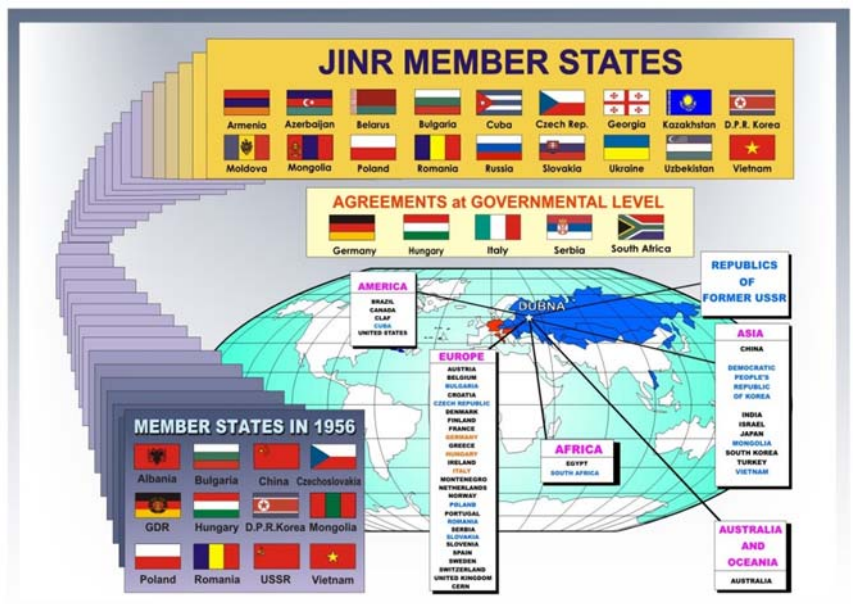 JINR MEMBER STATES
Armenia Azerbaijan Belarus Bulgaria Cuba Czech Rep. Georgia Kazakhstan D.P.R. Korea
Moldova Mongolia Poland Romania Russia Slovakia Ukraine Uzbekistan Vietnam
AGREEMENTS at GOVERNMENTAL LEVEL
Germany Hungary Italy Serbia South Africa
REPUBLICS
OF
FORMER USSR
AMERICA
BRAZIL
CANADA
CLAF
CUBA
UNITED STATES
DUBNA
ASIA
CHINA
DEMOCRATIC
PEOPLE'S
REPUBLIC
OF KOREA
INDIA
ISRAEL
JAPAN
MONGOLIA
SOUTH KOREA
TURKEY
VIETNAM
EUROPE
AUSTRIA
BELGIUM
BULGARIA
CROATIA
CZECH REPUBLIC
DENMARK
FINLAND
FRANCE
GERMANY
GREECE
HUNGARY
IRELAND
ITALY
MONTENEGRO
NETHERLANDS
NORWAY
POLAND
PORTUGAL
ROMANIA
SERBIA
SLOVAKIA
SLOVENIA
SPAIN
SWEDEN
SWITZERLAND
UNITED KINGDOM
CERN
AFRICA
EGYPT
SOUTH AFRICA
AUSTRALIA
AND
OCEANIA
AUSTRALIA
MEMBER STATES IN 1956
Albania Bulgaria China Czechoslovakia
GDR Hungary D.P.R.Korea Mongolia
Poland Romania USSR Vietnam